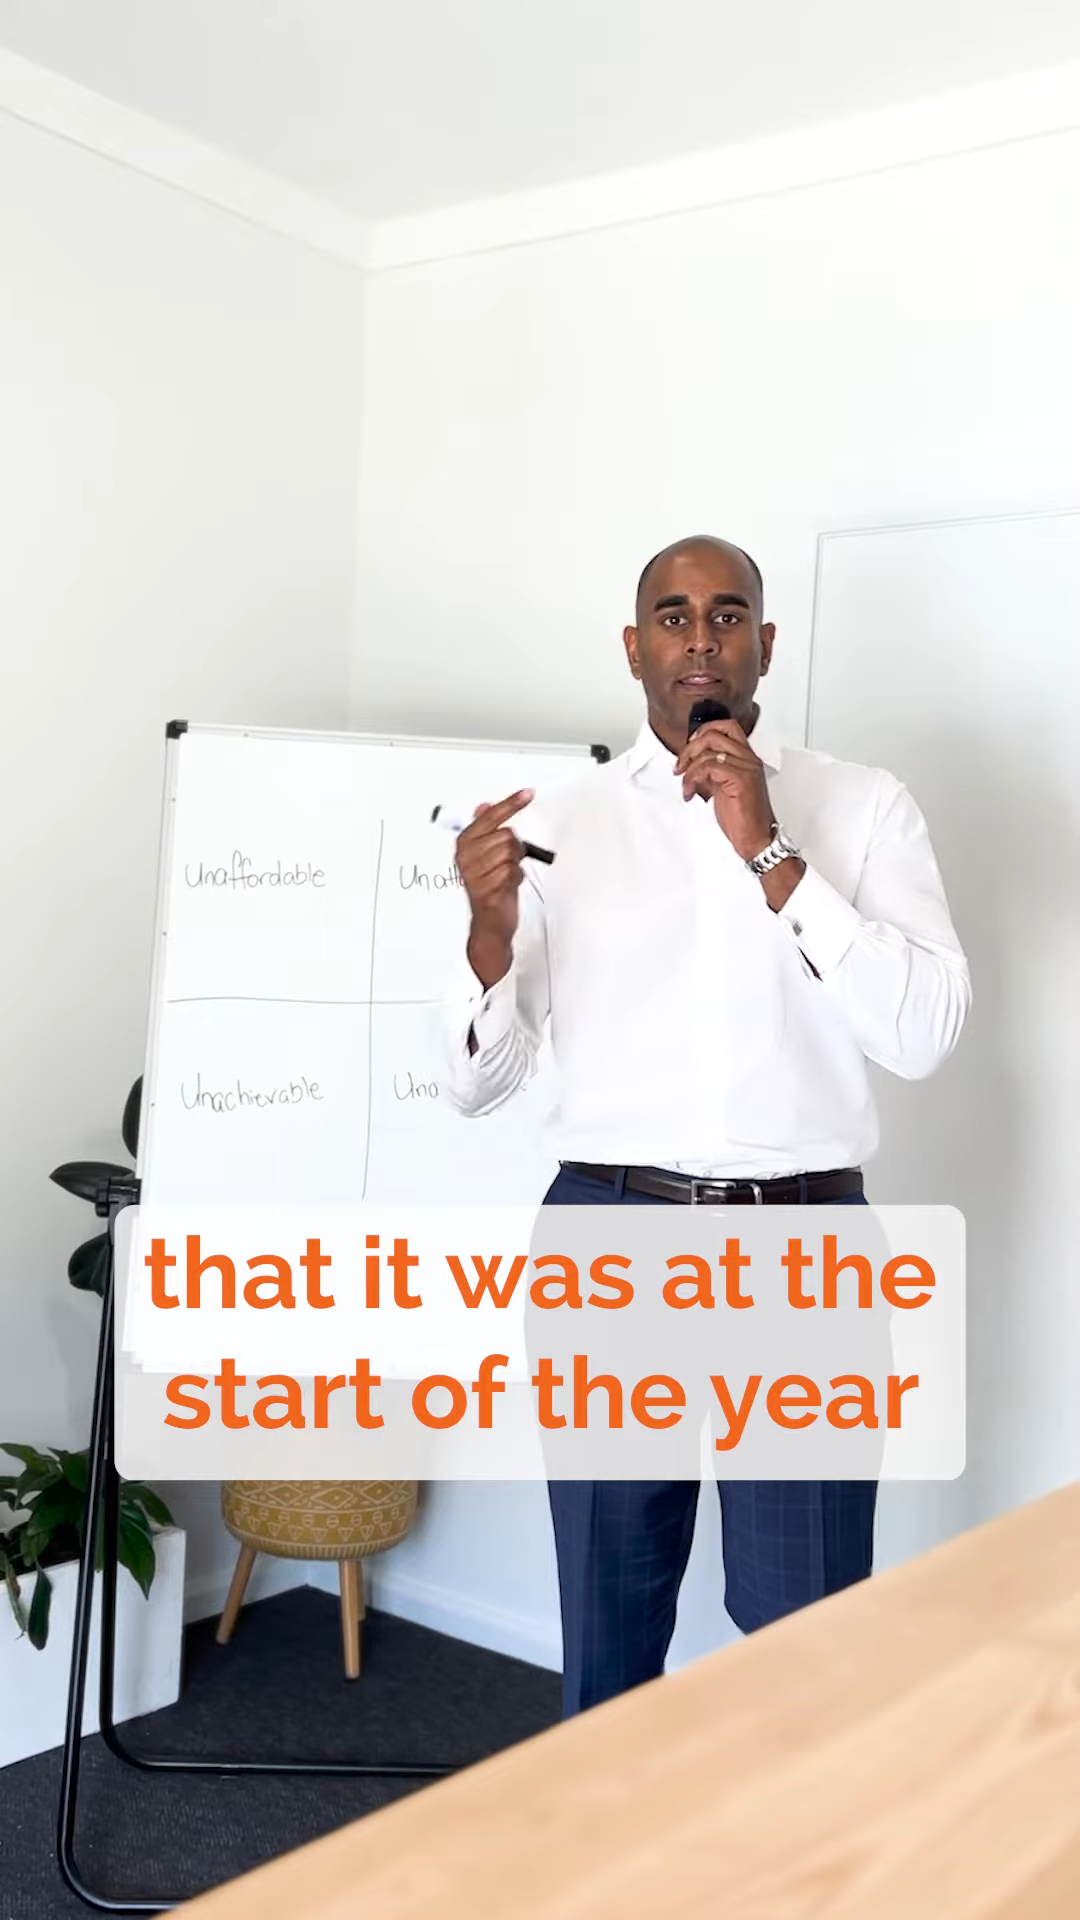 Unaffordable
Unachievable
that it was at the
start of the year